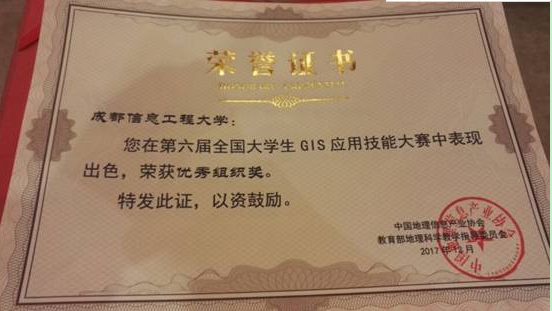 荣誉证书
成都信息工程大学：
您在第六届全国大学生GIS应用技能大赛中表现
出色，荣获优秀组织奖。
特发此证，以资鼓励。
中国地理信息产业协会
教育部地理科学教学指导委员会
2017年12月